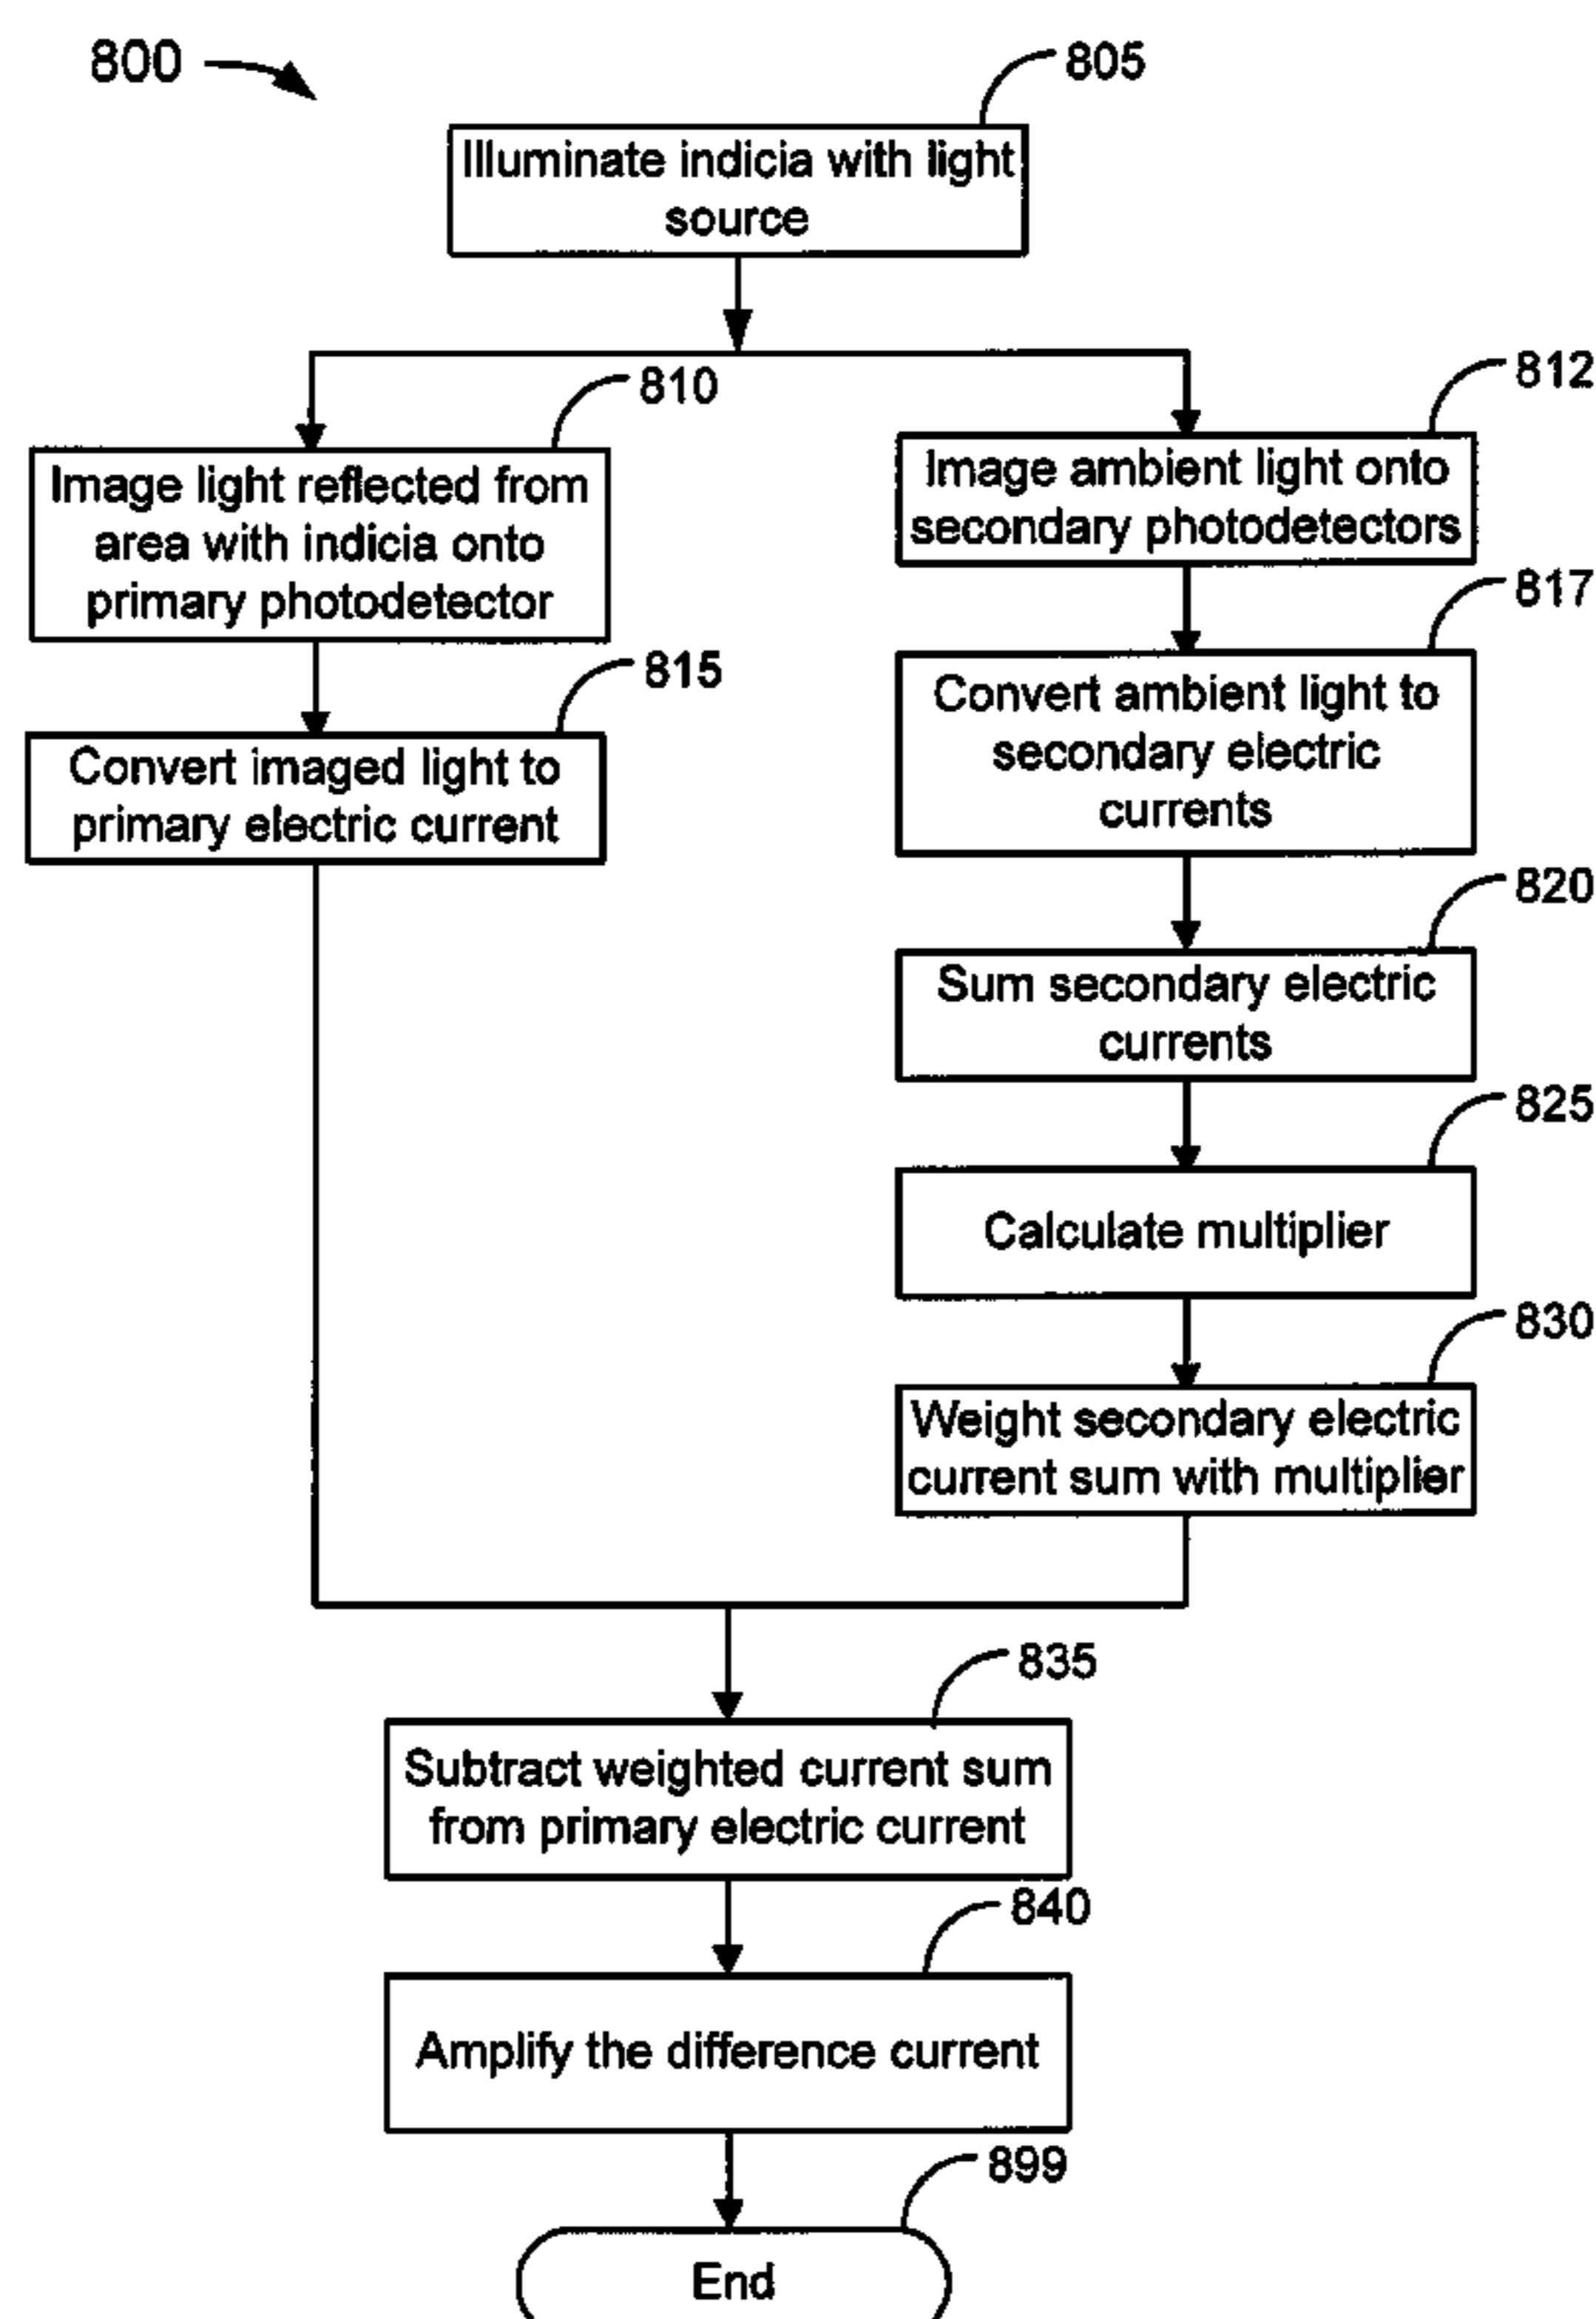 800
805
Illuminate indicia with light
source
810
Image light reflected from
area with indicia onto
primary photodetector
815
Convert imaged light to
primary electric current
812
Image ambient light onto
secondary photodetectors
817
Convert ambient light to
secondary electric
currents
820
Sum secondary electric
currents
825
Calculate multiplier
830
Weight secondary electric
current sum with multiplier
835
Subtract weighted current sum
from primary electric current
840
Amplify the difference current
899
End